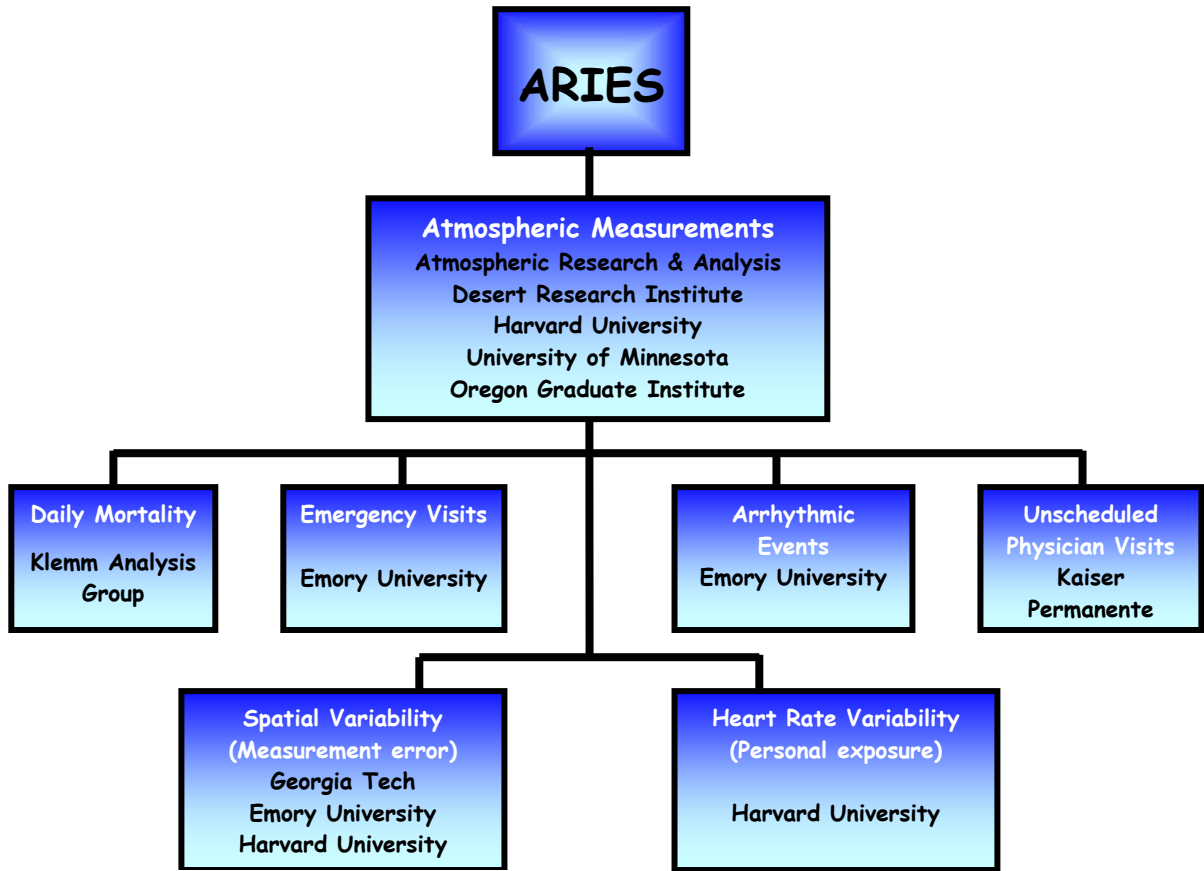 ARIES
Atmospheric Measurements
Atmospheric Research & Analysis
Desert Research Institute
Harvard University
University of Minnesota
Oregon Graduate Institute
Daily Mortality
Klemm Analysis
Group
Emergency Visits
Emory University
Arrhythmic
Events
Emory University
Unscheduled
Physician Visits
Kaiser
Permanente
Spatial Variability
(Measurement error)
Georgia Tech
Emory University
Harvard University
Heart Rate Variability
(Personal exposure)
Harvard University